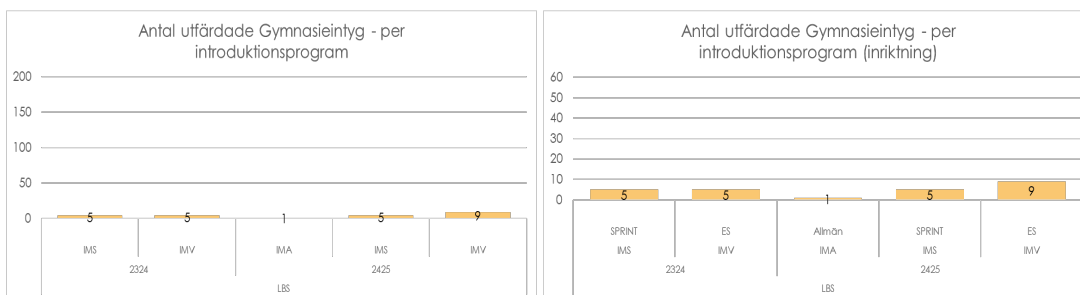 Antal utfärdade Gymnasieintyg - per
introduktionsprogram
200
150
100
50
0
5
5
1
5
9
IMS
IMV
IMA
IMS
IMV
2324
2425
LBS
Antal utfärdade Gymnasieintyg - per
introduktionsprogram (inriktning)
60
50
40
30
20
10
0
5
5
1
5
9
SPRINT
ES
Allmän
SPRINT
ES
IMS
IMV
IMA
IMS
IMV
2324
2425
LBS